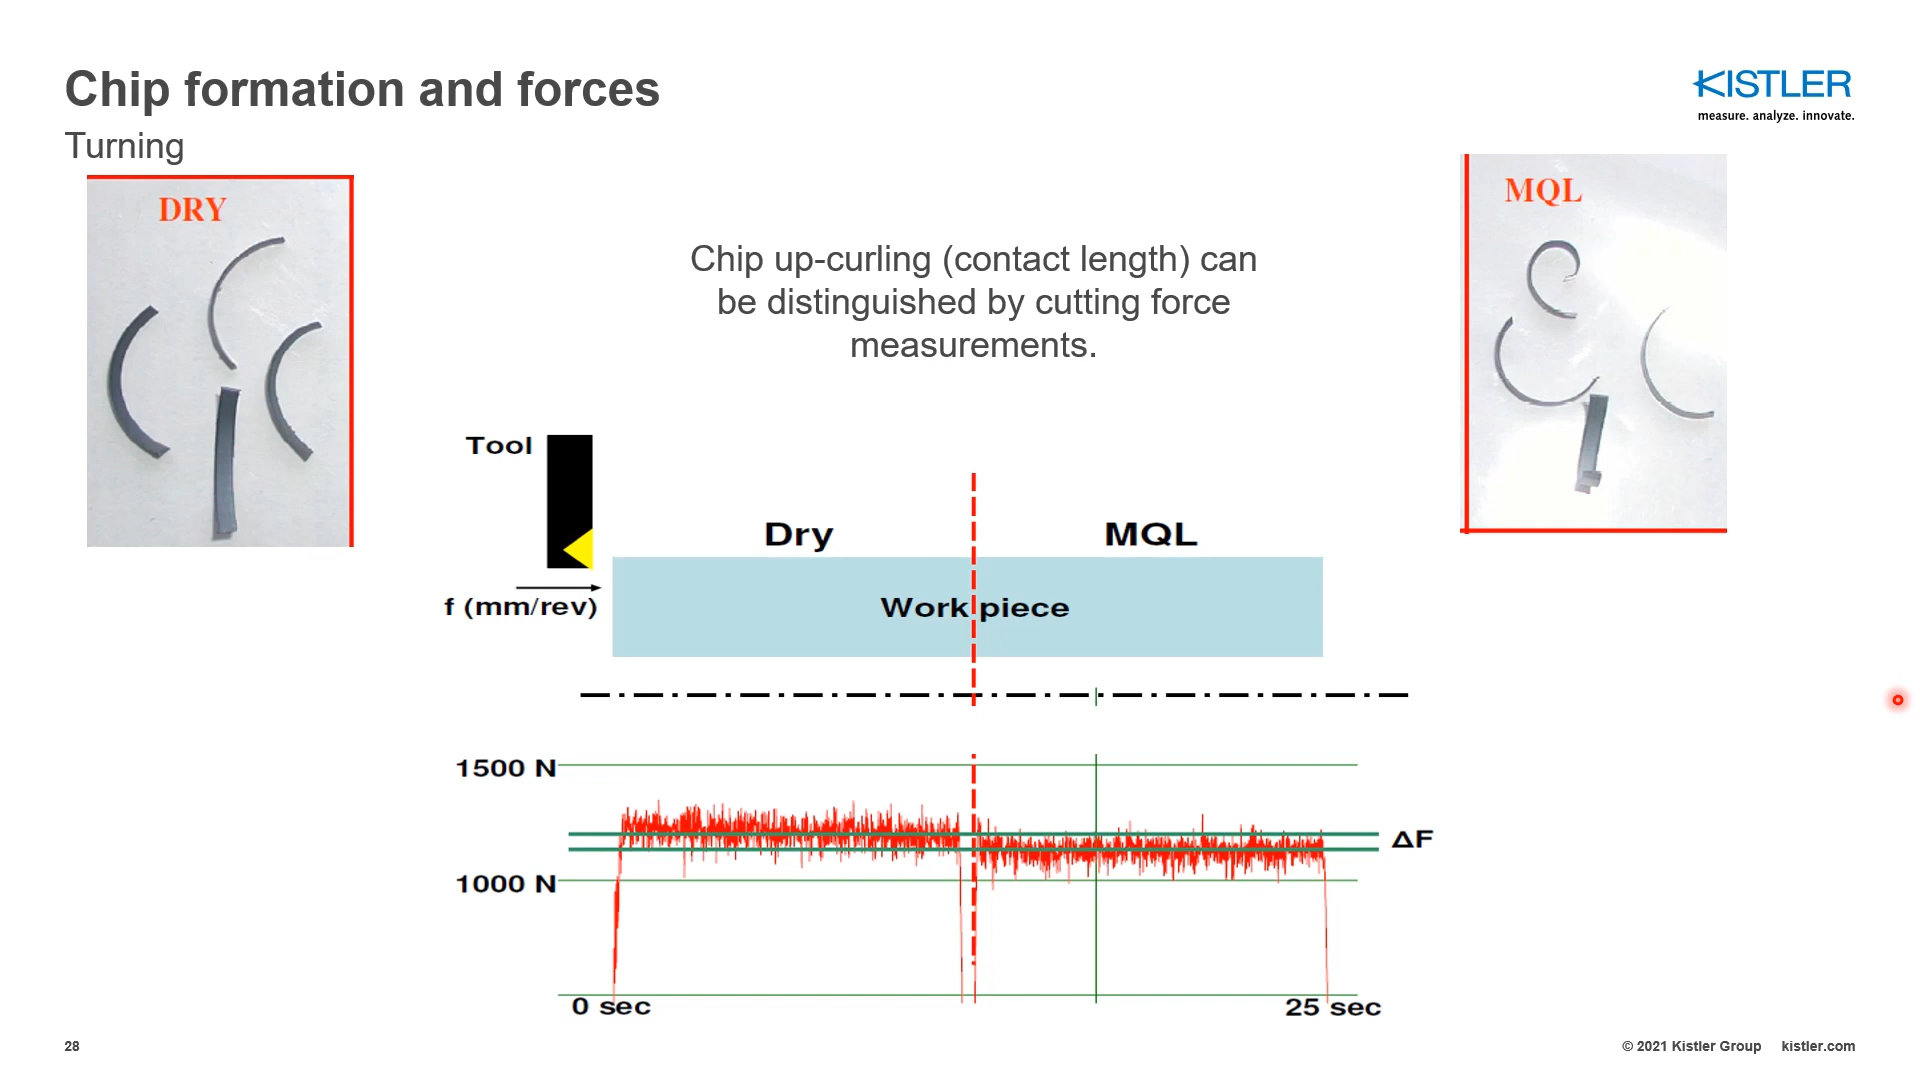 Chip formation and forces
Turning
KISTLER
measure. analyze. innovate.
DRY
MQL
Chip up-curling (contact length) can
be distinguished by cutting force
measurements.
Tool
Dry
MQL
f (mm/rev)
Work piece
1500 N
ΔF
1000 N
0 sec
25 sec
28
© 2021 Kistler Group kistler.com